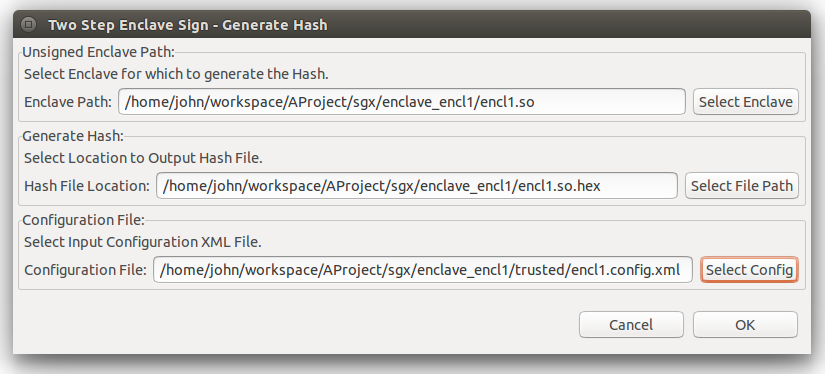 Two Step Enclave Sign - Generate Hash
Unsigned Enclave Path:
Select Enclave for which to generate the Hash.
Enclave Path: /home/john/workspace/AProject/sgx/enclave_encl1/encl1.so Select Enclave
Generate Hash:
Select Location to Output Hash File.
Hash File Location: /home/john/workspace/AProject/sgx/enclave_encl1/encl1.so.hex Select File Path
Configuration File:
Select Input Configuration XML File.
Configuration File: /home/john/workspace/AProject/sgx/enclave_encl1/trusted/encl1.config.xml Select Config
Cancel OK